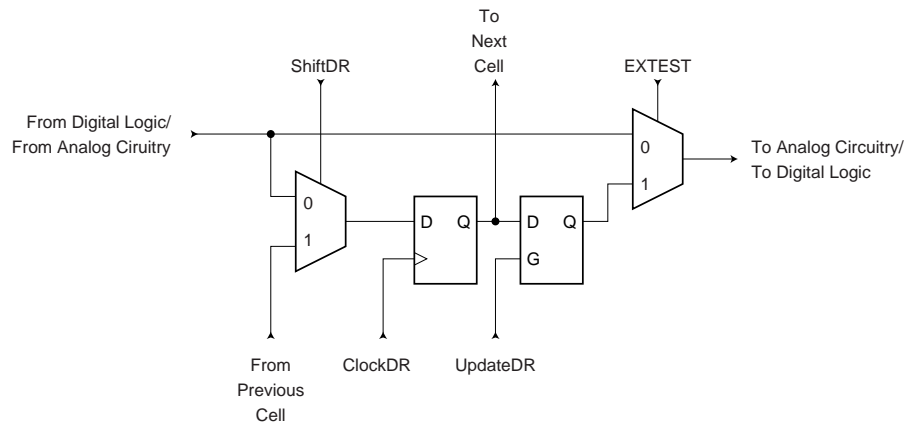 To
Next
Cell
ShiftDR
EXTEST
From Digital Logic/
From Analog Ciruitry
0
1
To Analog Circuitry/
To Digital Logic
0
1
D Q
D Q
G
From
Previous
Cell
ClockDR
UpdateDR